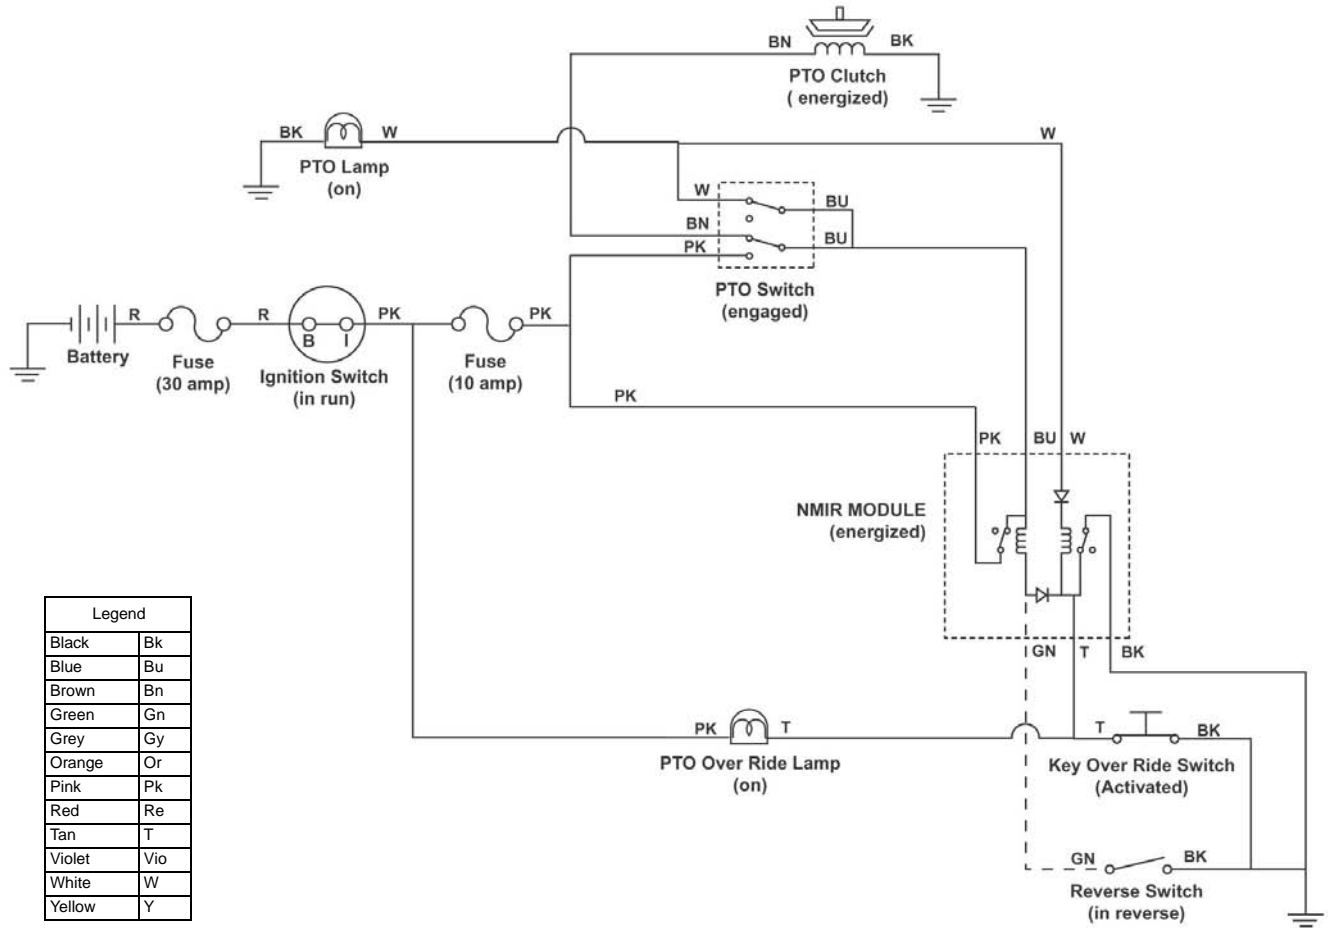 BN
BK
PTO Clutch
( energized)
BK
W
W
PTO Lamp
(on)
W
BU
BN
BU
PK
PTO Switch
(engaged)
R
R
PK
PK
B
I
Battery
Fuse
(30 amp)
Ignition Switch
(in run)
Fuse
(10 amp)
PK
PK
BU
W
NMIR MODULE
(energized)
GN
T
BK
PK
T
T
BK
PTO Over Ride Lamp
(on)
Key Over Ride Switch
(Activated)
GN
BK
Reverse Switch
(in reverse)
Legend
Black Bk
Blue Bu
Brown Bn
Green Gn
Grey Gy
Orange Or
Pink Pk
Red Re
Tan T
Violet Vio
White W
Yellow Y